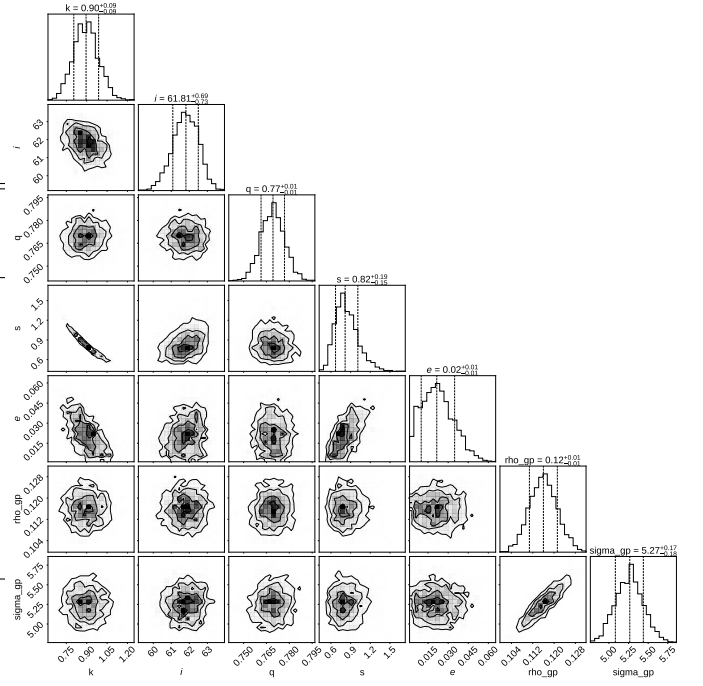 k = 0.90+0.09 −0.09
i = 61.81+0.69 −0.73
63
62
61
60
i
q = 0.77+0.01 −0.01
0.795
0.780
0.765
0.750
q
s = 0.82+0.19 −0.15
1.5
1.2
0.9
0.6
s
e = 0.02+0.01 −0.01
0.060
0.045
0.030
0.015
e
rho_gp = 0.12+0.01 −0.01
0.128
0.120
0.112
0.104
rho_gp
sigma_gp = 5.27+0.17 −0.18
5.75
5.50
5.25
5.00
sigma_gp
0.75 0.90 1.05 1.20 60 61 62 63 0.750 0.765 0.780 0.795 0.6 0.9 1.2 1.5 0.015 0.030 0.045 0.060 0.104 0.112 0.120 0.128 5.00 5.25 5.50 5.75
k i q s e rho_gp sigma_gp